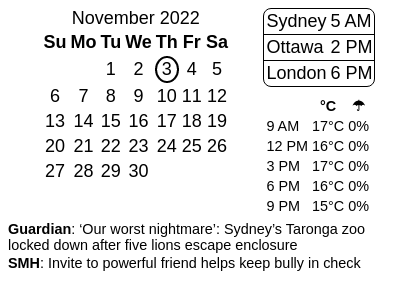 November 2022
Su Mo Tu We Th Fr Sa
1 2 3 4 5
6 7 8 9 10 11 12
13 14 15 16 17 18 19
20 21 22 23 24 25 26
27 28 29 30
Sydney 5 AM
Ottawa 2 PM
London 6 PM
°C ☂
9 AM 17°C 0%
12 PM 16°C 0%
3 PM 17°C 0%
6 PM 16°C 0%
9 PM 15°C 0%
Guardian: ‘Our worst nightmare’: Sydney’s Taronga zoo
locked down after five lions escape enclosure
SMH: Invite to powerful friend helps keep bully in check